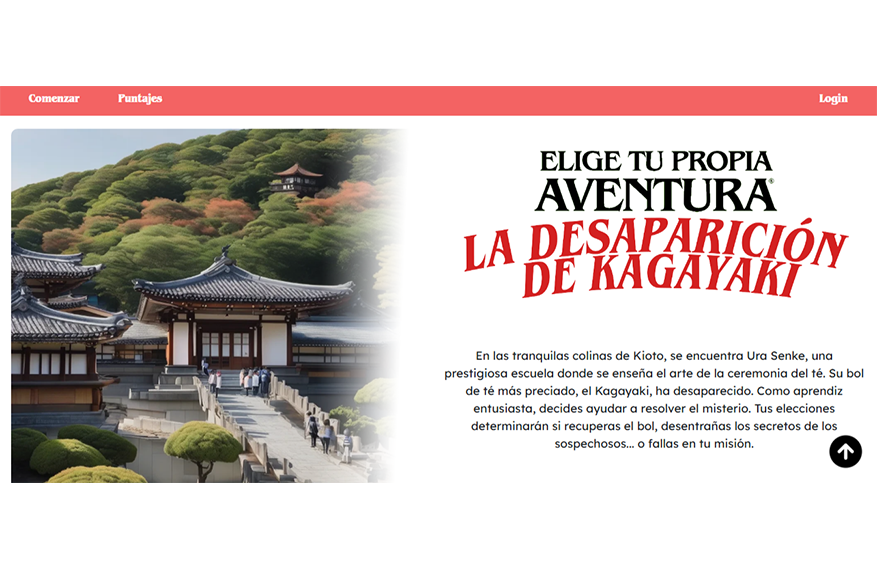 Comenzar Puntajes Login
ELIGE TU PROPIA
AVENTURA®
LA DESAPARICIÓN
DE KAGAYAKI
En las tranquilas colinas de Kioto, se encuentra Ura Senke, una
prestigiosa escuela donde se enseña el arte de la ceremonia del té. Su bol
de té más preciado, el Kagayaki, ha desaparecido. Como aprendiz
entusiasta, decides ayudar a resolver el misterio. Tus elecciones
determinarán si recuperas el bol, desentrañas los secretos de los
sospechosos... o fallas en tu misión.